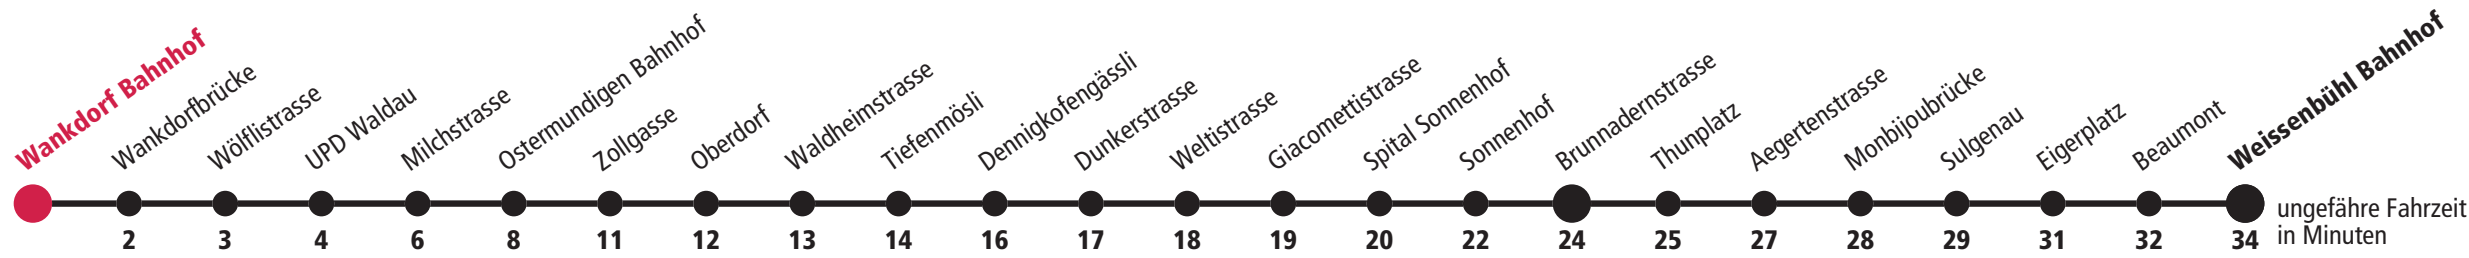 Wankdorf Bahnhof
Wankdorfbrücke
Wölflistrasse
UPD Waldau
Milchstrasse
Ostermundigen Bahnhof
Zollgasse
Oberdorf
Waldheimstrasse
Tiefenmösli
Dennigkofengässli
Dunkerstrasse
Weltistrasse
Giacomettistrasse
Spital Sonnenhof
Sonnenhof
Brunnadernstrasse
Thunplatz
Aegertenstrasse
Monbijoubrücke
Sulgenau
Eigerplatz
Beaumont
Weissenbühl Bahnhof
2 3 4 6 8 11 12 13 14 16 17 18 19 20 22 24 25 27 28 29 31 32 34
ungefähre Fahrzeit
in Minuten